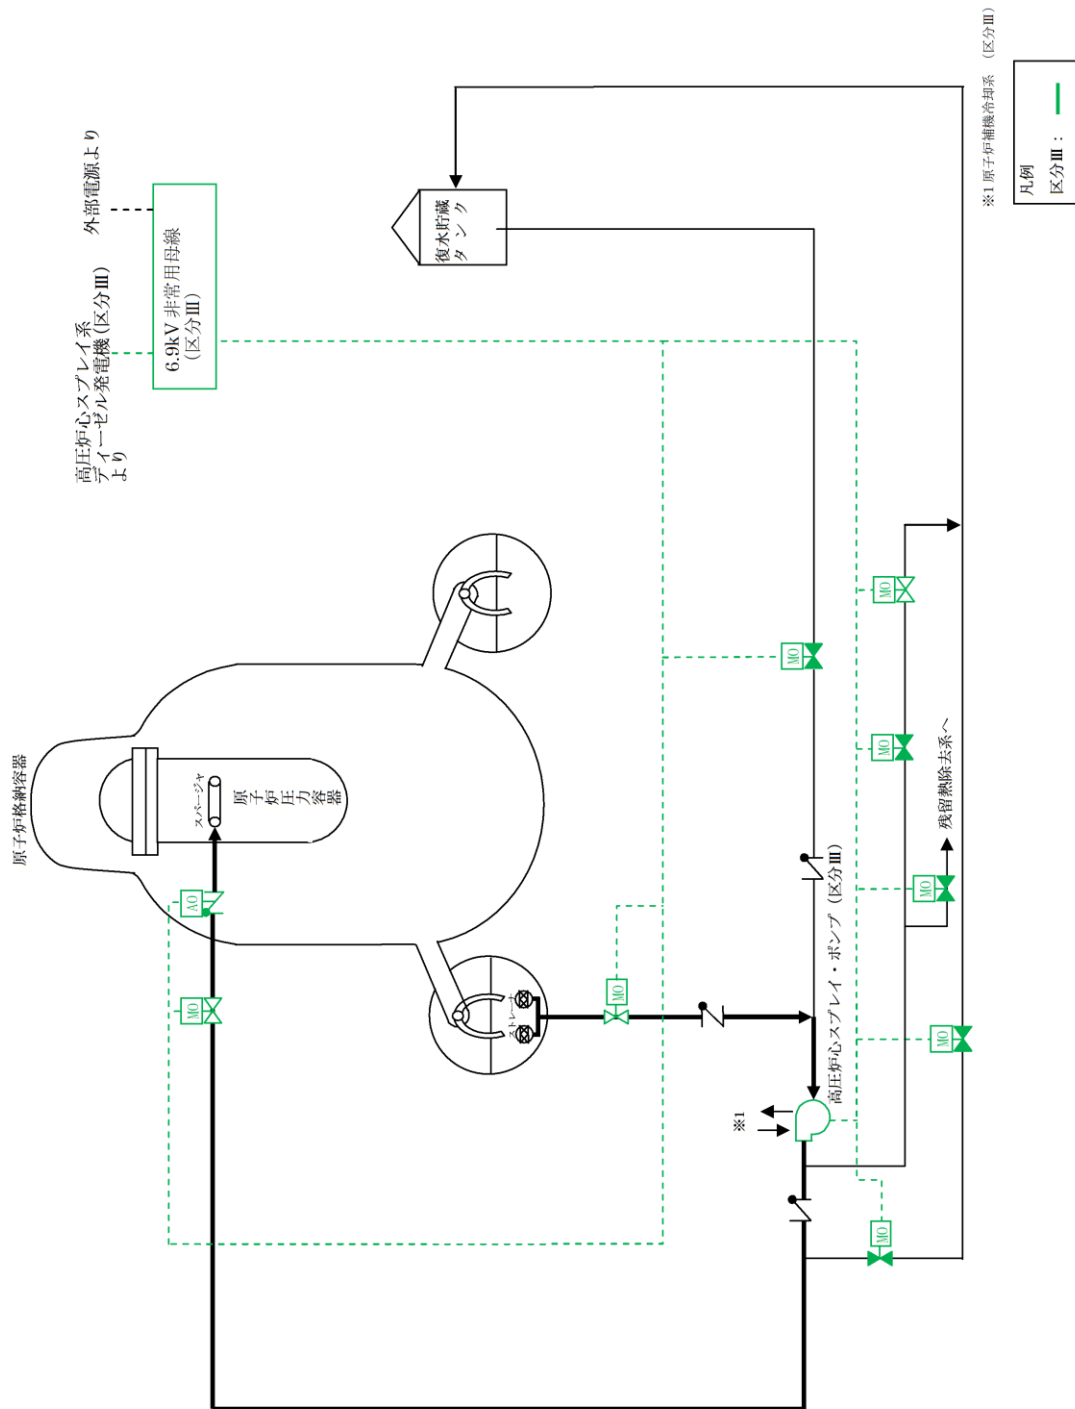 原子炉格納容器
スパージャ
原子炉
圧力容器
AO
MO
ストレーナ
MO
高圧炉心スプレイ系
ディーゼル発電機(区分Ⅲ)
より
外部電源より
6.9kV 非常用母線
(区分Ⅲ)
復水貯蔵
タンク
MO
※1
高圧炉心スプレイ・ポンプ(区分Ⅲ)
MO
MO
MO
残留熱除去系へ
MO
MO
※1 原子炉補機冷却系 (区分Ⅲ)
凡例
区分Ⅲ: